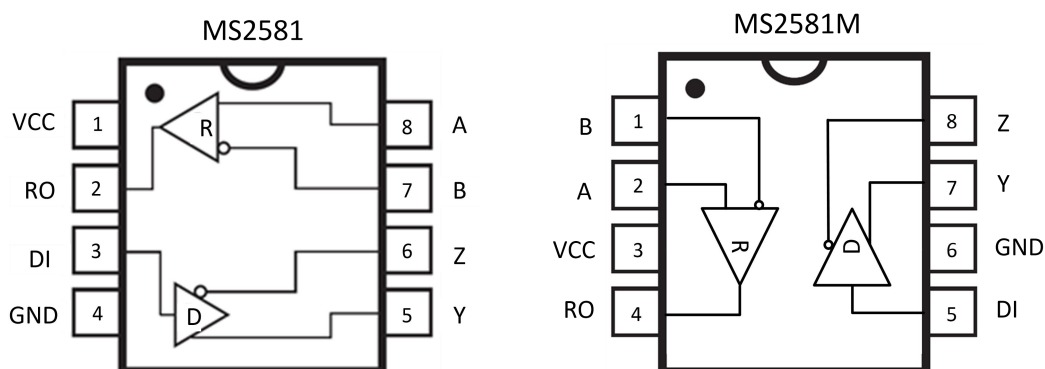 MS2581
VCC 1 R 8 A
RO 2 7 B
DI 3 6 Z
GND 4 D 5 Y
MS2581M
B 1 8 Z
A 2 7 Y
VCC 3 R D 6 GND
RO 4 5 DI